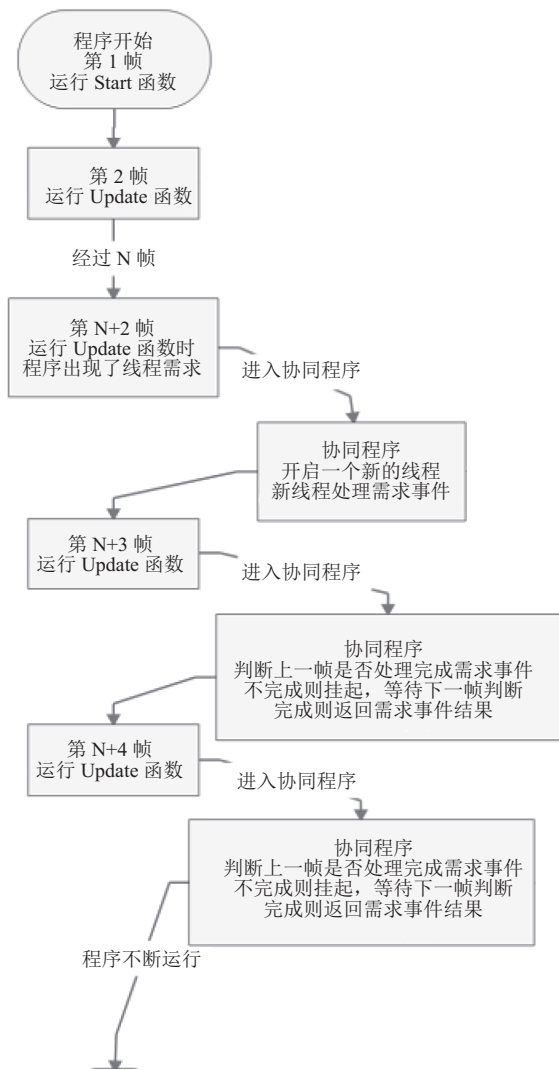 程序开始
第 1 帧
运行 Start 函数
第 2 帧
运行 Update 函数
经过 N 帧
第 N+2 帧
运行 Update 函数时
程序出现了线程需求
进入协同程序
协同程序
开启一个新的线程
新线程处理需求事件
第 N+3 帧
运行 Update 函数
进入协同程序
协同程序
判断上一帧是否处理完成需求事件
不完成则挂起，等待下一帧判断
完成则返回需求事件结果
第 N+4 帧
运行 Update 函数
进入协同程序
协同程序
判断上一帧是否处理完成需求事件
不完成则挂起，等待下一帧判断
完成则返回需求事件结果
程序不断运行